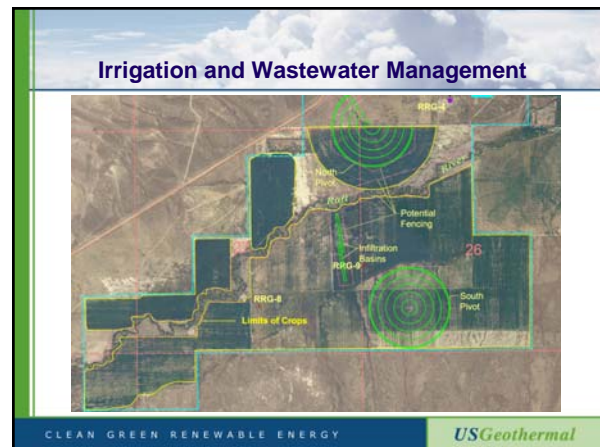 Irrigation and Wastewater Management
RRG-4
North
Pivot
Raft
River
Potential
Fencing
Infiltration
Basins
RRG-9
26
RRG-8
South
Pivot
Limits of Crops
CLEAN GREEN RENEWABLE ENERGY
USGeothermal